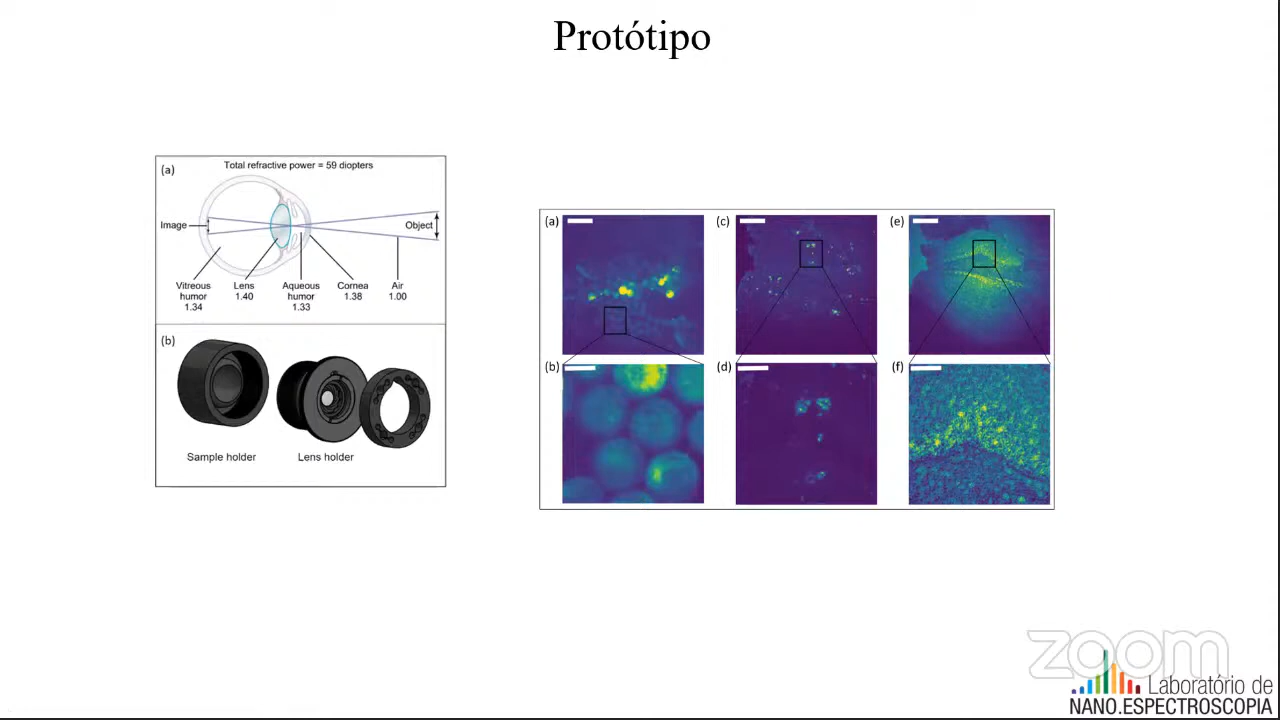 Protótipo
(a)
Total refractive power = 59 diopters
Image
Object
Vitreous humor 1.34
Lens 1.40
Aqueous humor 1.33
Cornea 1.38
Air 1.00
(b)
Sample holder
Lens holder
(a)
(c)
(e)
(b)
(d)
(f)
zoom
Laboratório de
NANO.ESPECTROSCOPIA